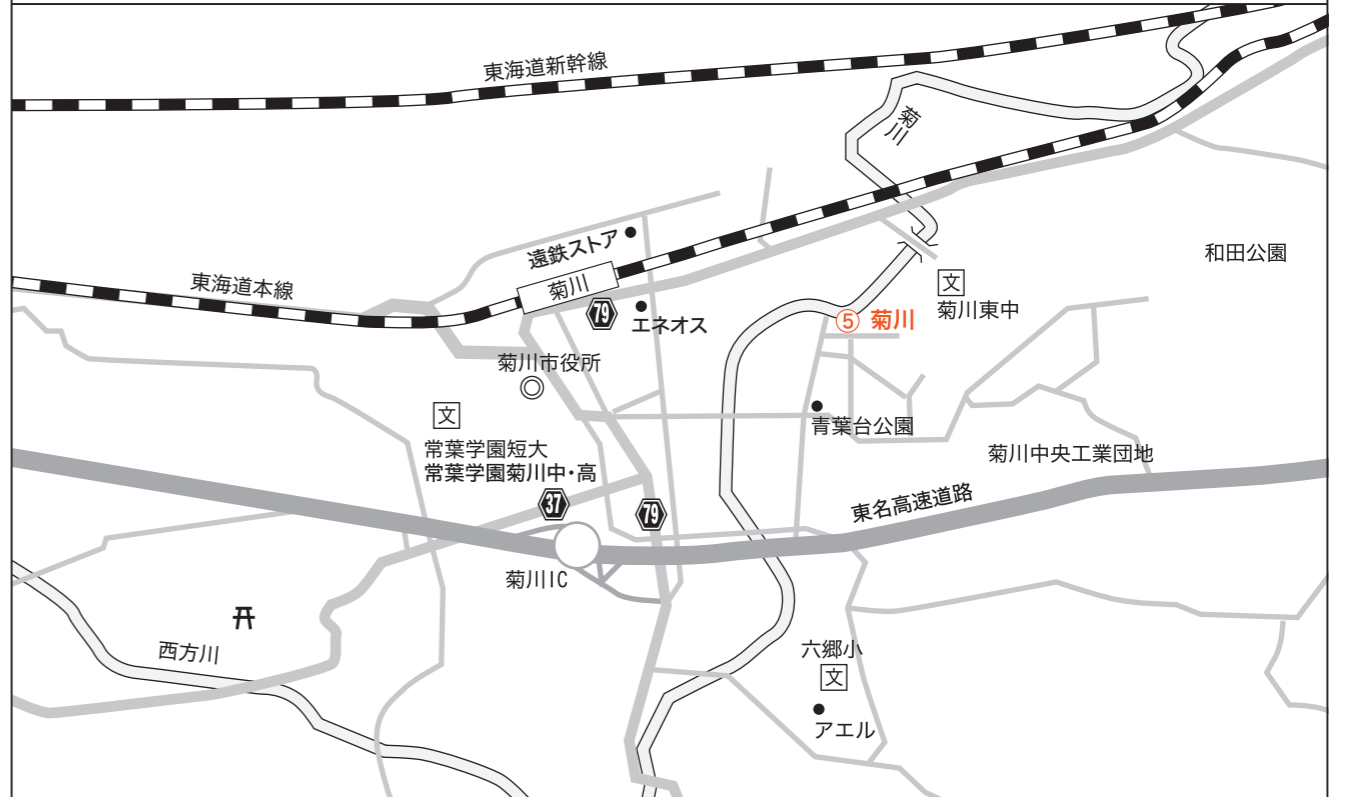 東海道新幹線
菊川
和田公園
遠鉄ストア
東海道本線
菊川
文
菊川東中
79
エネオス
⑤ 菊川
菊川市役所
文
青葉台公園
常葉学園短大
常葉学園菊川中・高
菊川中央工業団地
37
79
東名高速道路
菊川IC
西方川
六郷小
文
アエル